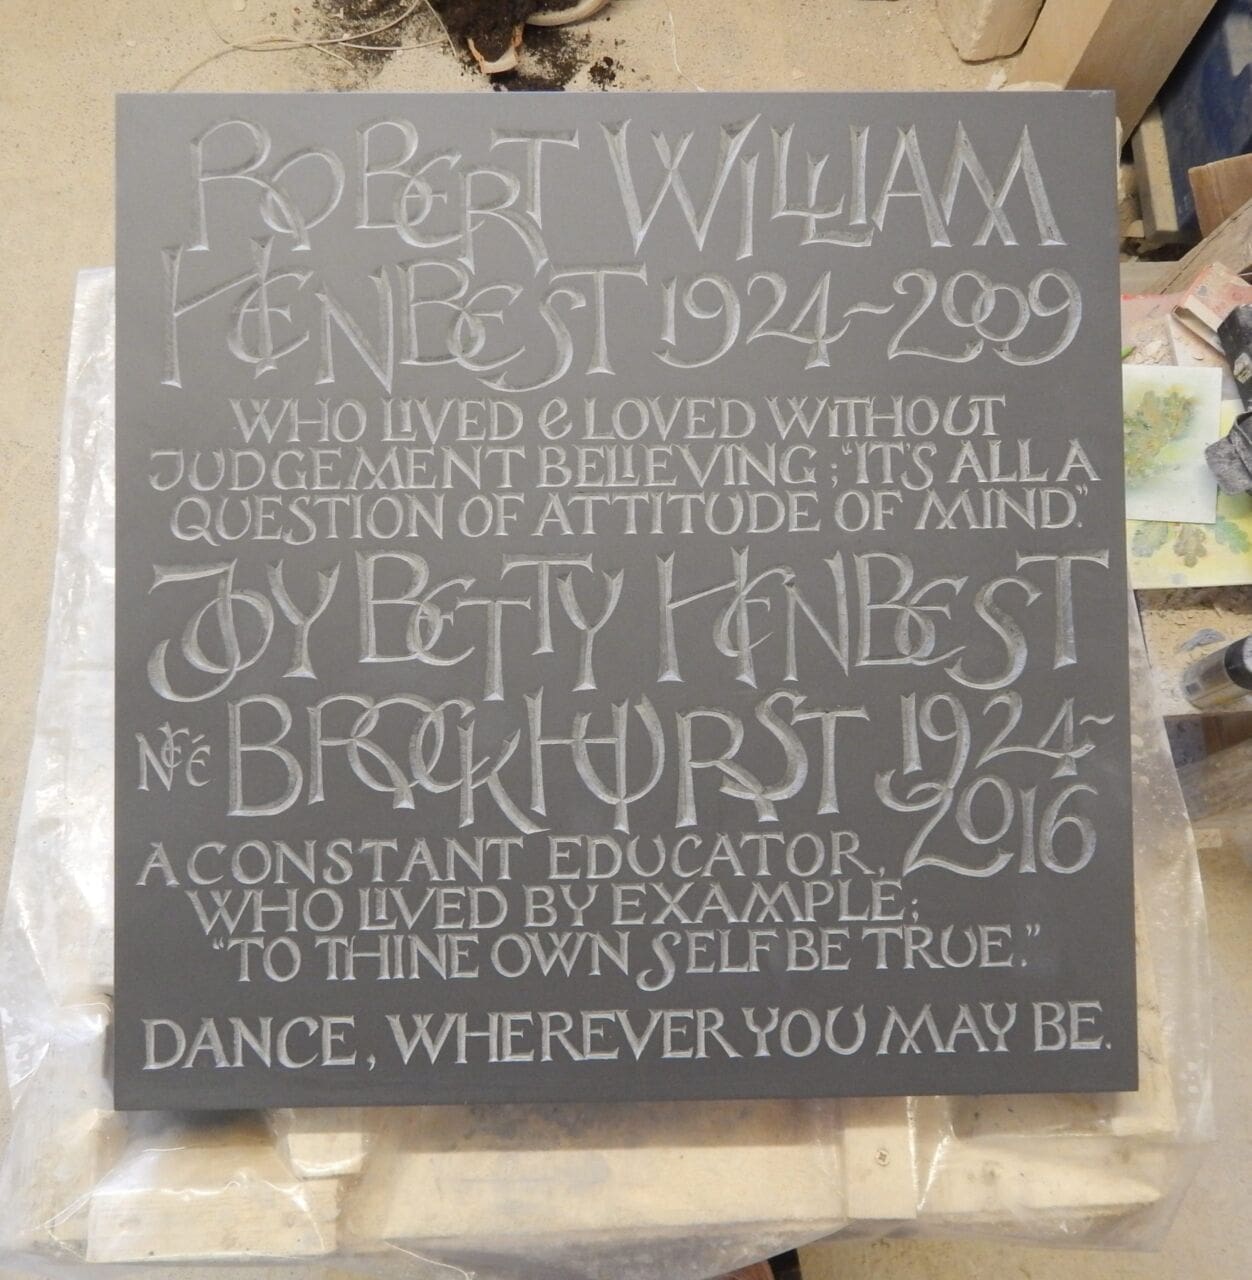 ROBERT WILLIAM
HENBEST 1924~2009
WHO LIVED & LOVED WITHOUT
JUDGEMENT BELIEVING; "IT'S ALL A
QUESTION OF ATTITUDE OF MIND."
JOY BETTY HENBEST
NÉÉ BROCKHURST 1924~
2016
A CONSTANT EDUCATOR,
WHO LIVED BY EXAMPLE;
"TO THINE OWN SELF BE TRUE."
DANCE, WHEREVER YOU MAY BE.